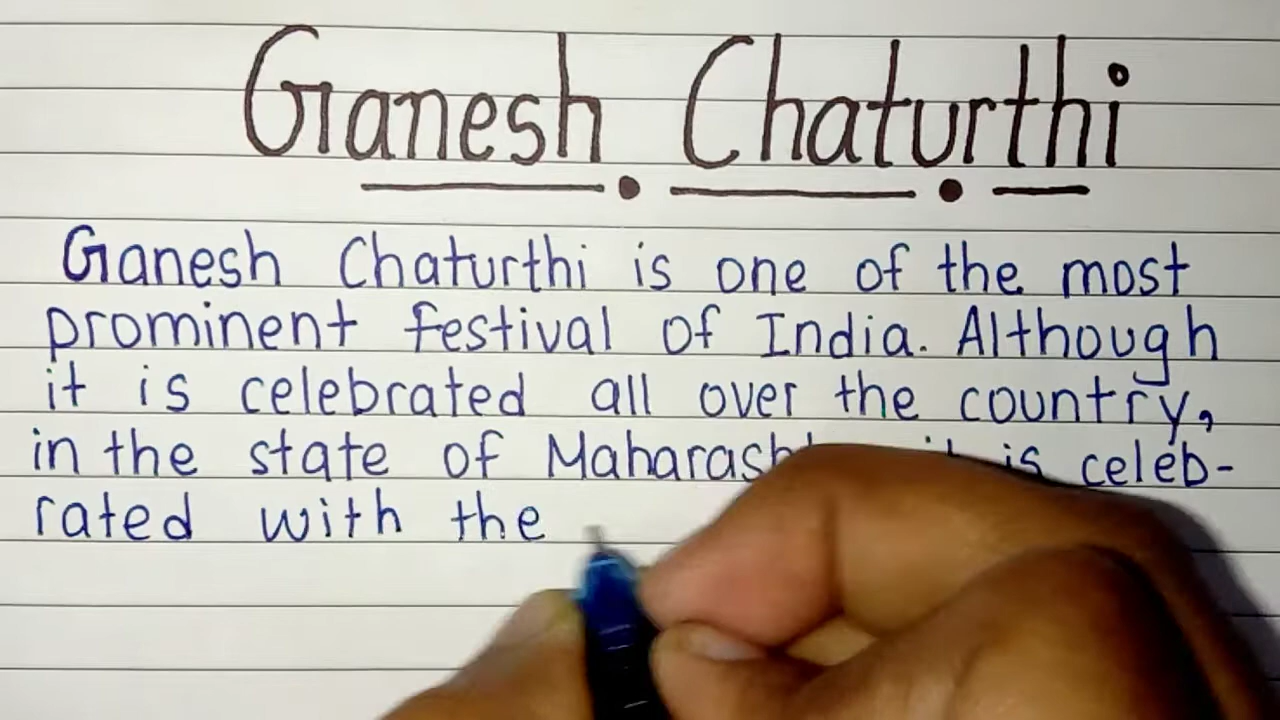 Ganesh Chaturthi
Ganesh Chaturthi is one of the most
prominent festival of India. Although
it is celebrated all over the country,
in the state of is celeb-
rated with the